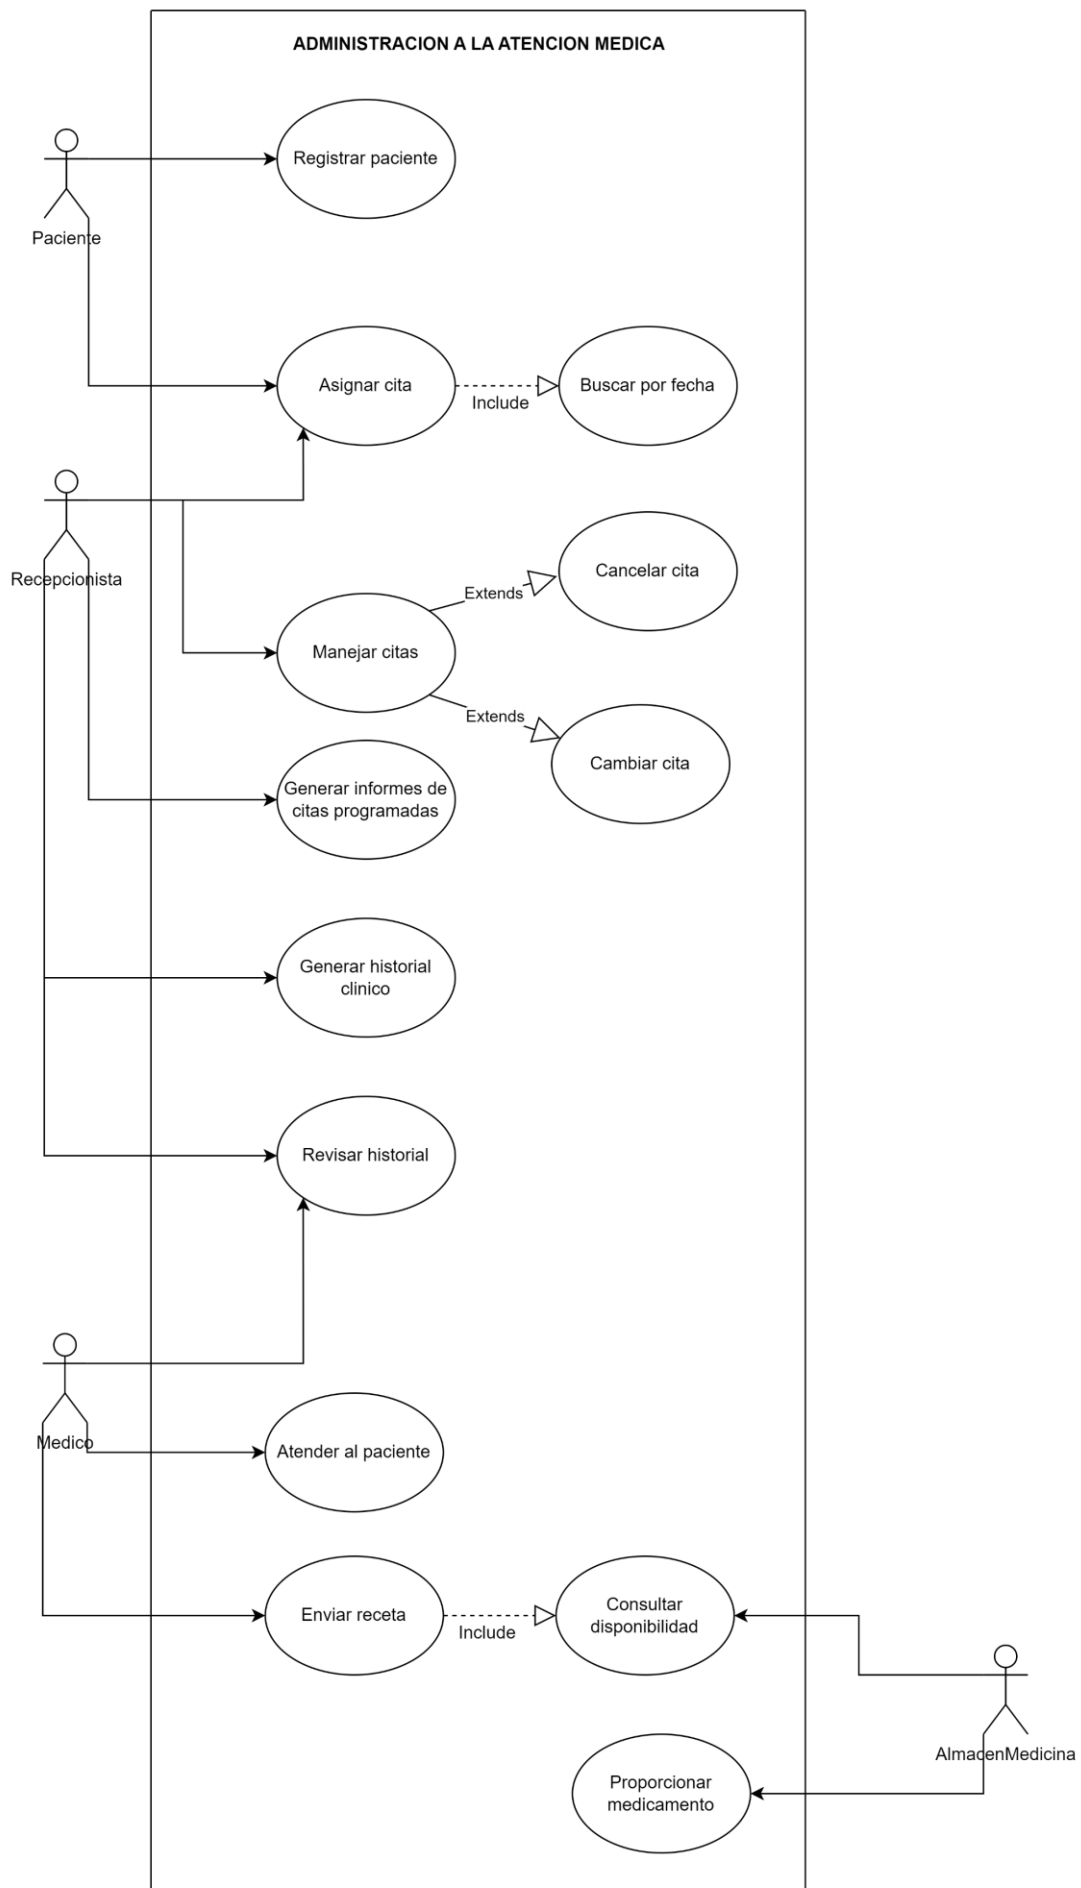 ADMINISTRACION A LA ATENCION MEDICA
Registrar paciente
Paciente
Asignar cita
Include
Buscar por fecha
Recepcionista
Manejar citas
Extends
Cancelar cita
Extends
Cambiar cita
Generar informes de
citas programadas
Generar historial
clinico
Revisar historial
Medico
Atender al paciente
Enviar receta
Include
Consultar
disponibilidad
AlmacenMedicina
Proporcionar
medicamento